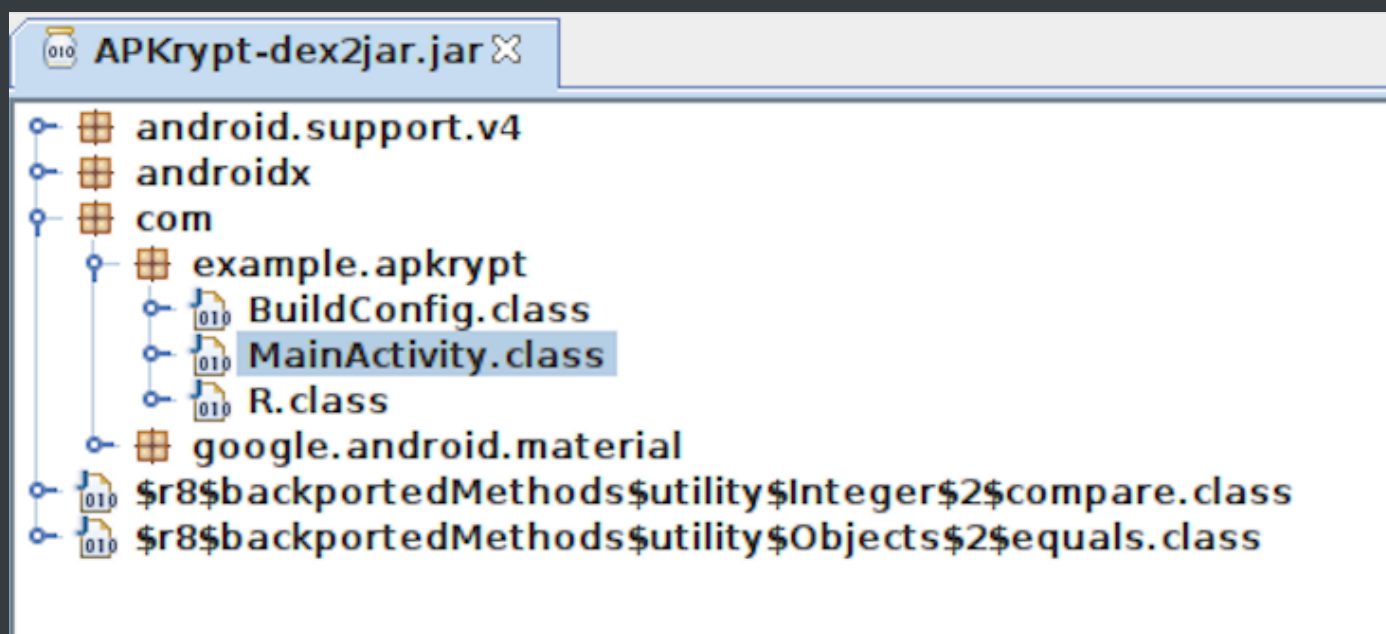 APKrypt-dex2jar.jar
android.support.v4
androidx
com
example.apkrypt
BuildConfig.class
MainActivity.class
R.class
google.android.material
$r8$backportedMethods$utility$Integer$2$compare.class
$r8$backportedMethods$utility$Objects$2$equals.class